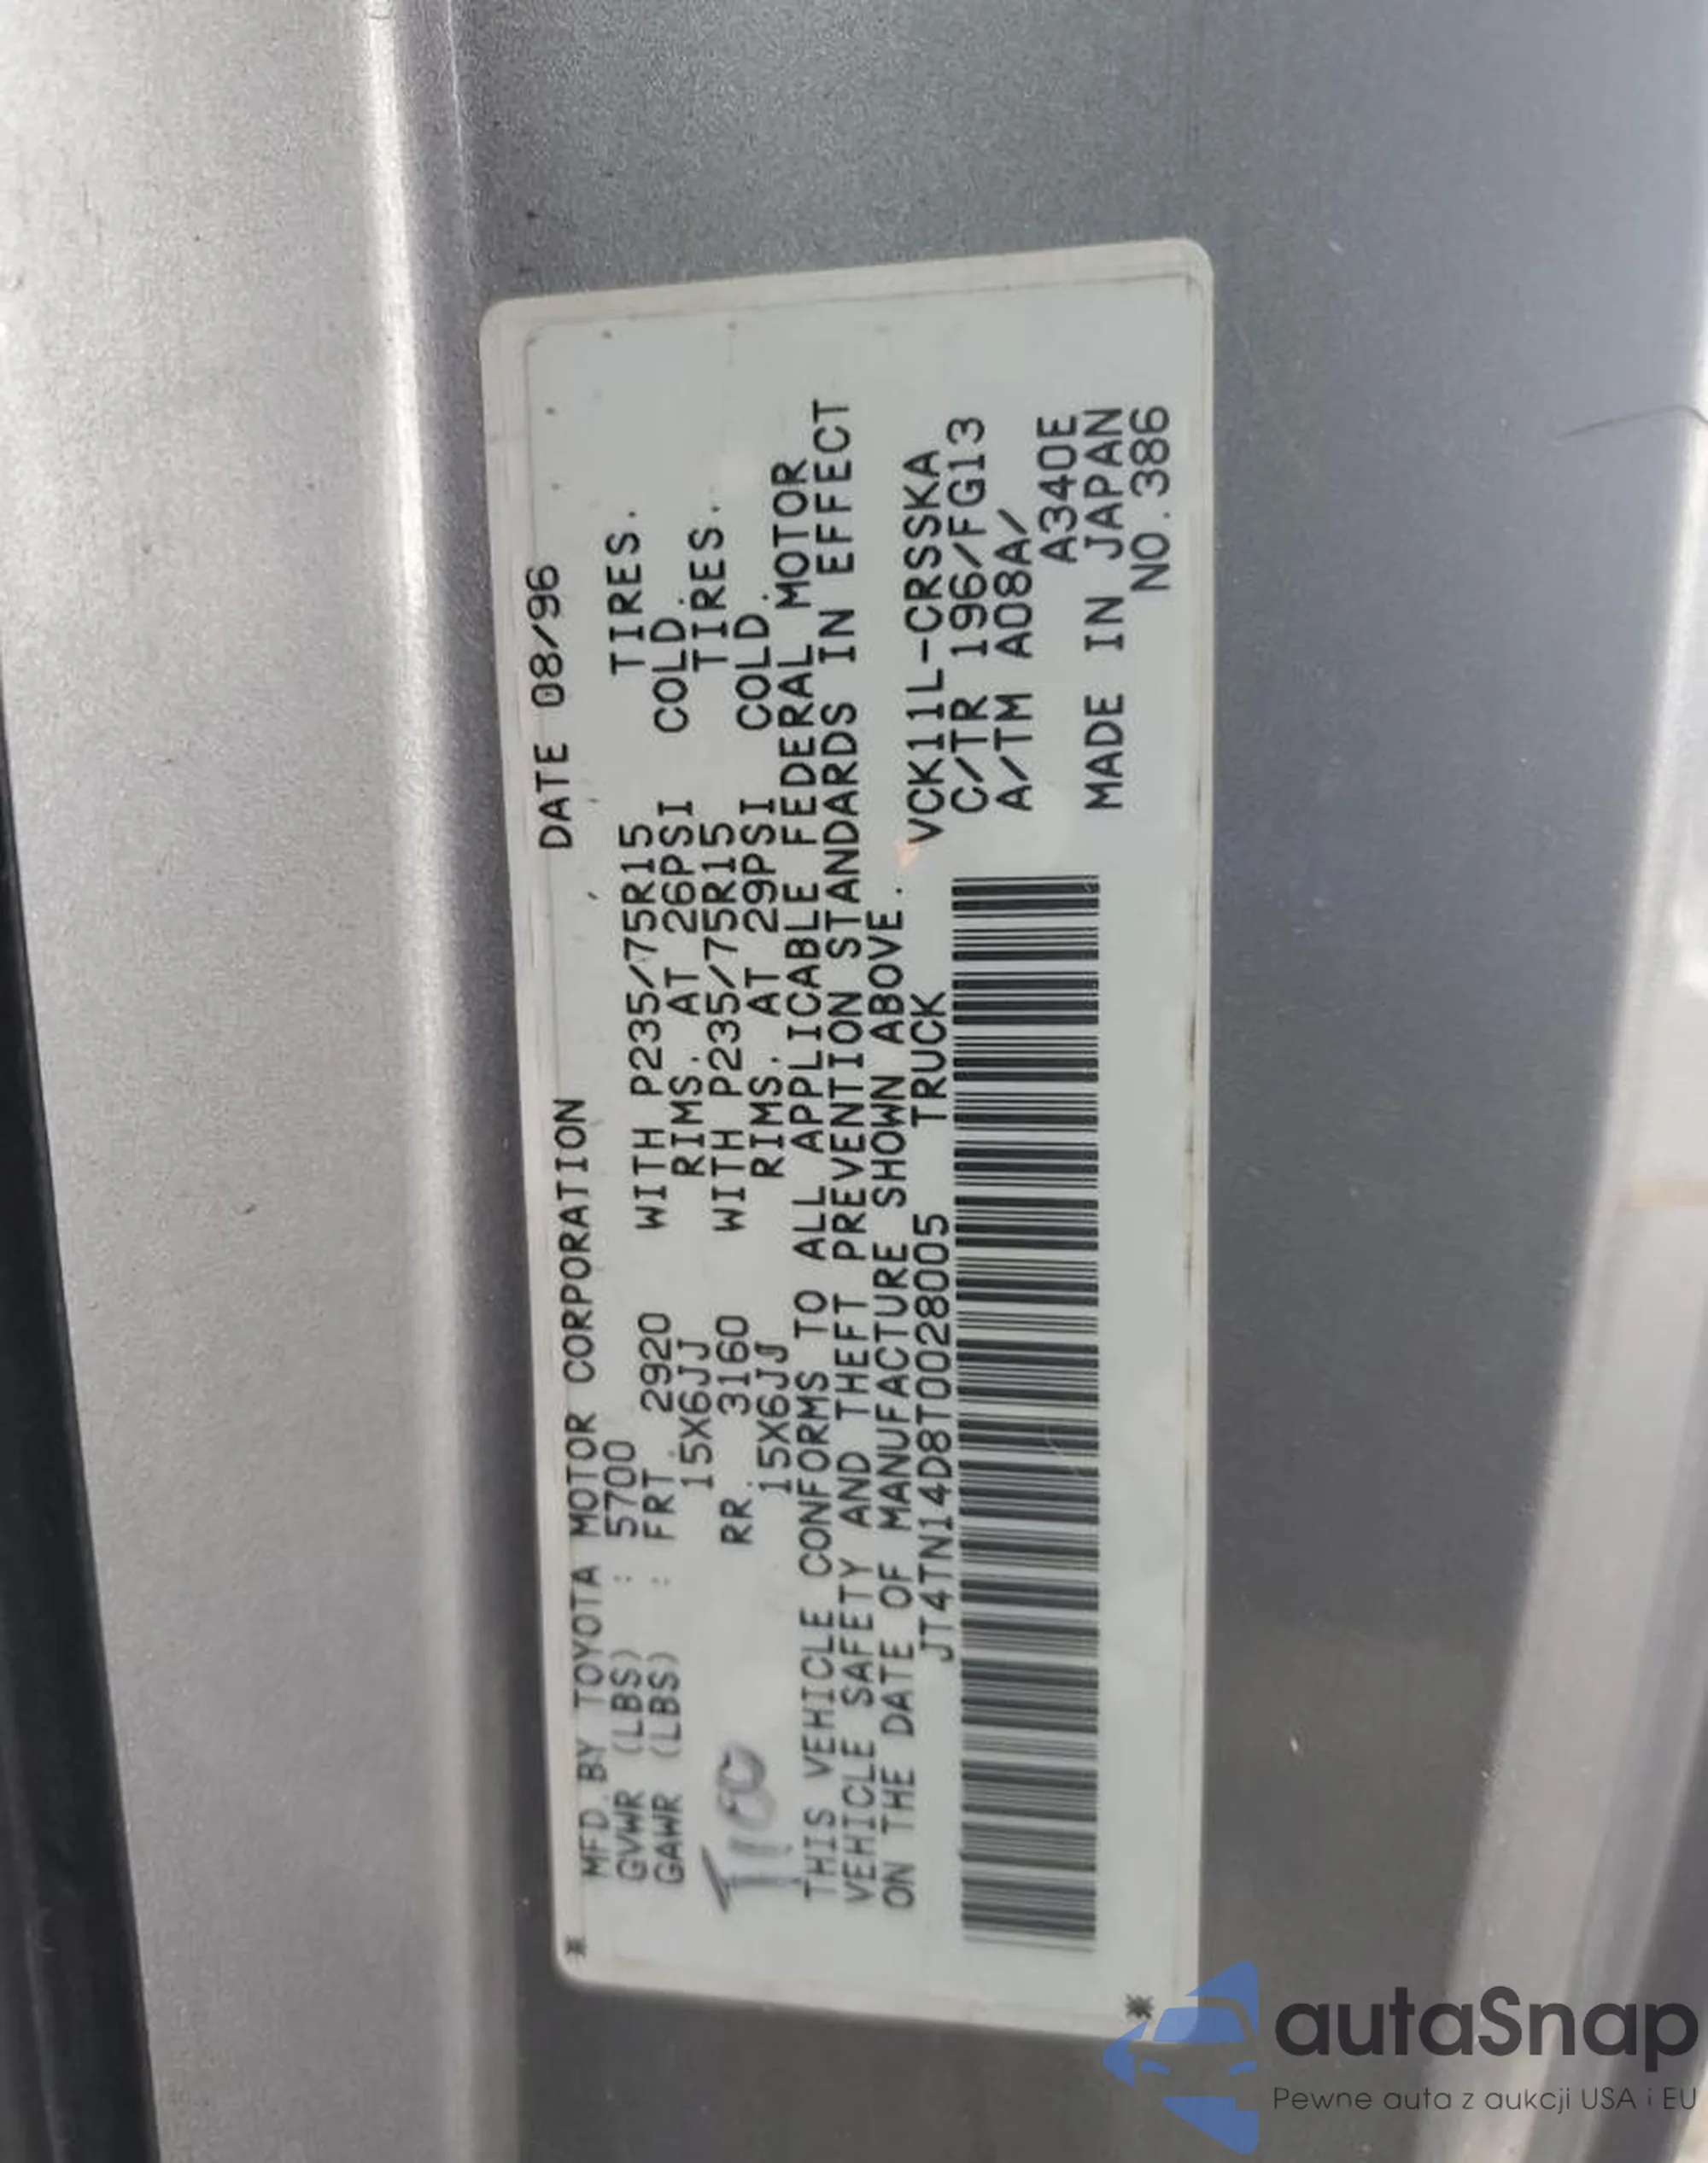 MFD.BY TOYOTA MOTOR CORPORATION DATE 08/96
GVWR (LBS) : 5700
GAWR (LBS) : FRT. 2920 WITH P235/75R15 TIRES.
15X6JJ RIMS. AT 26PSI COLD.
RR. 3160 WITH P235/75R15 TIRES.
15X6JJ RIMS. AT 29PSI COLD.
T100
THIS VEHICLE CONFORMS TO ALL APPLICABLE FEDERAL MOTOR
VEHICLE SAFETY AND THEFT PREVENTION STANDARDS IN EFFECT
ON THE DATE OF MANUFACTURE SHOWN ABOVE.
JT4TN14D8T0028005 TRUCK
VCK11L-CRSSKA
C/TR 196/FG13
A/TM A08A/
A340E
MADE IN JAPAN
NO.386
autaSnap
Pewne auta z aukcji USA i EU